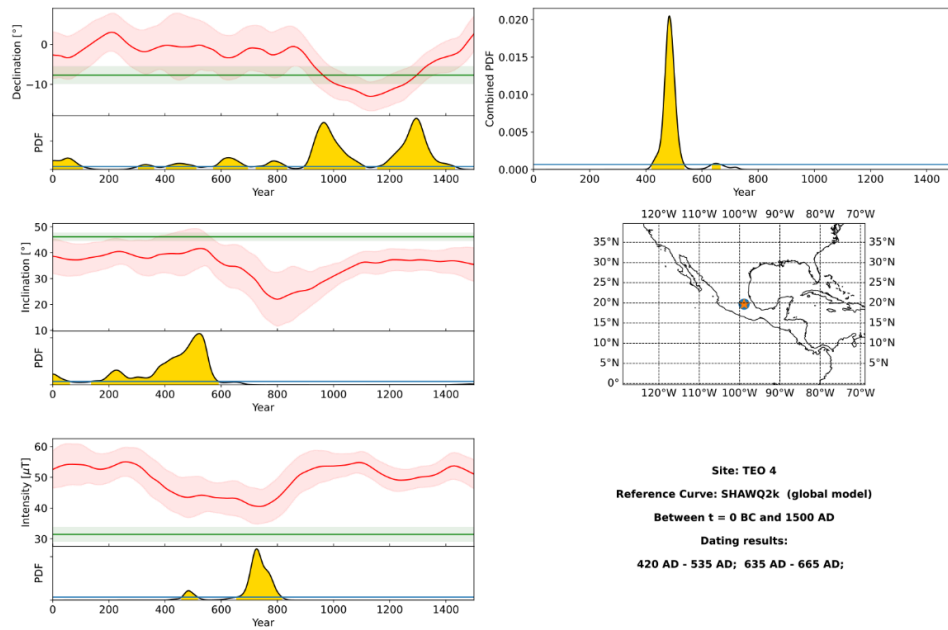 Declination [°]
0
−10
PDF
0 200 400 600 800 1000 1200 1400
Year
Combined PDF
0.020
0.015
0.010
0.005
0.000
0 200 400 600 800 1000 1200 1400
Year
Inclination [°]
50
40
30
20
10
PDF
0 200 400 600 800 1000 1200 1400
Year
120°W 110°W 100°W 90°W 80°W 70°W
35°N 35°N
30°N 30°N
25°N 25°N
20°N 20°N
15°N 15°N
10°N 10°N
5°N 5°N
0° 0°
120°W 110°W 100°W 90°W 80°W 70°W
Intensity [μT]
60
50
40
30
PDF
0 200 400 600 800 1000 1200 1400
Year
Site: TEO 4
Reference Curve: SHAWQ2k (global model)
Between t = 0 BC and 1500 AD
Dating results:
420 AD - 535 AD; 635 AD - 665 AD;